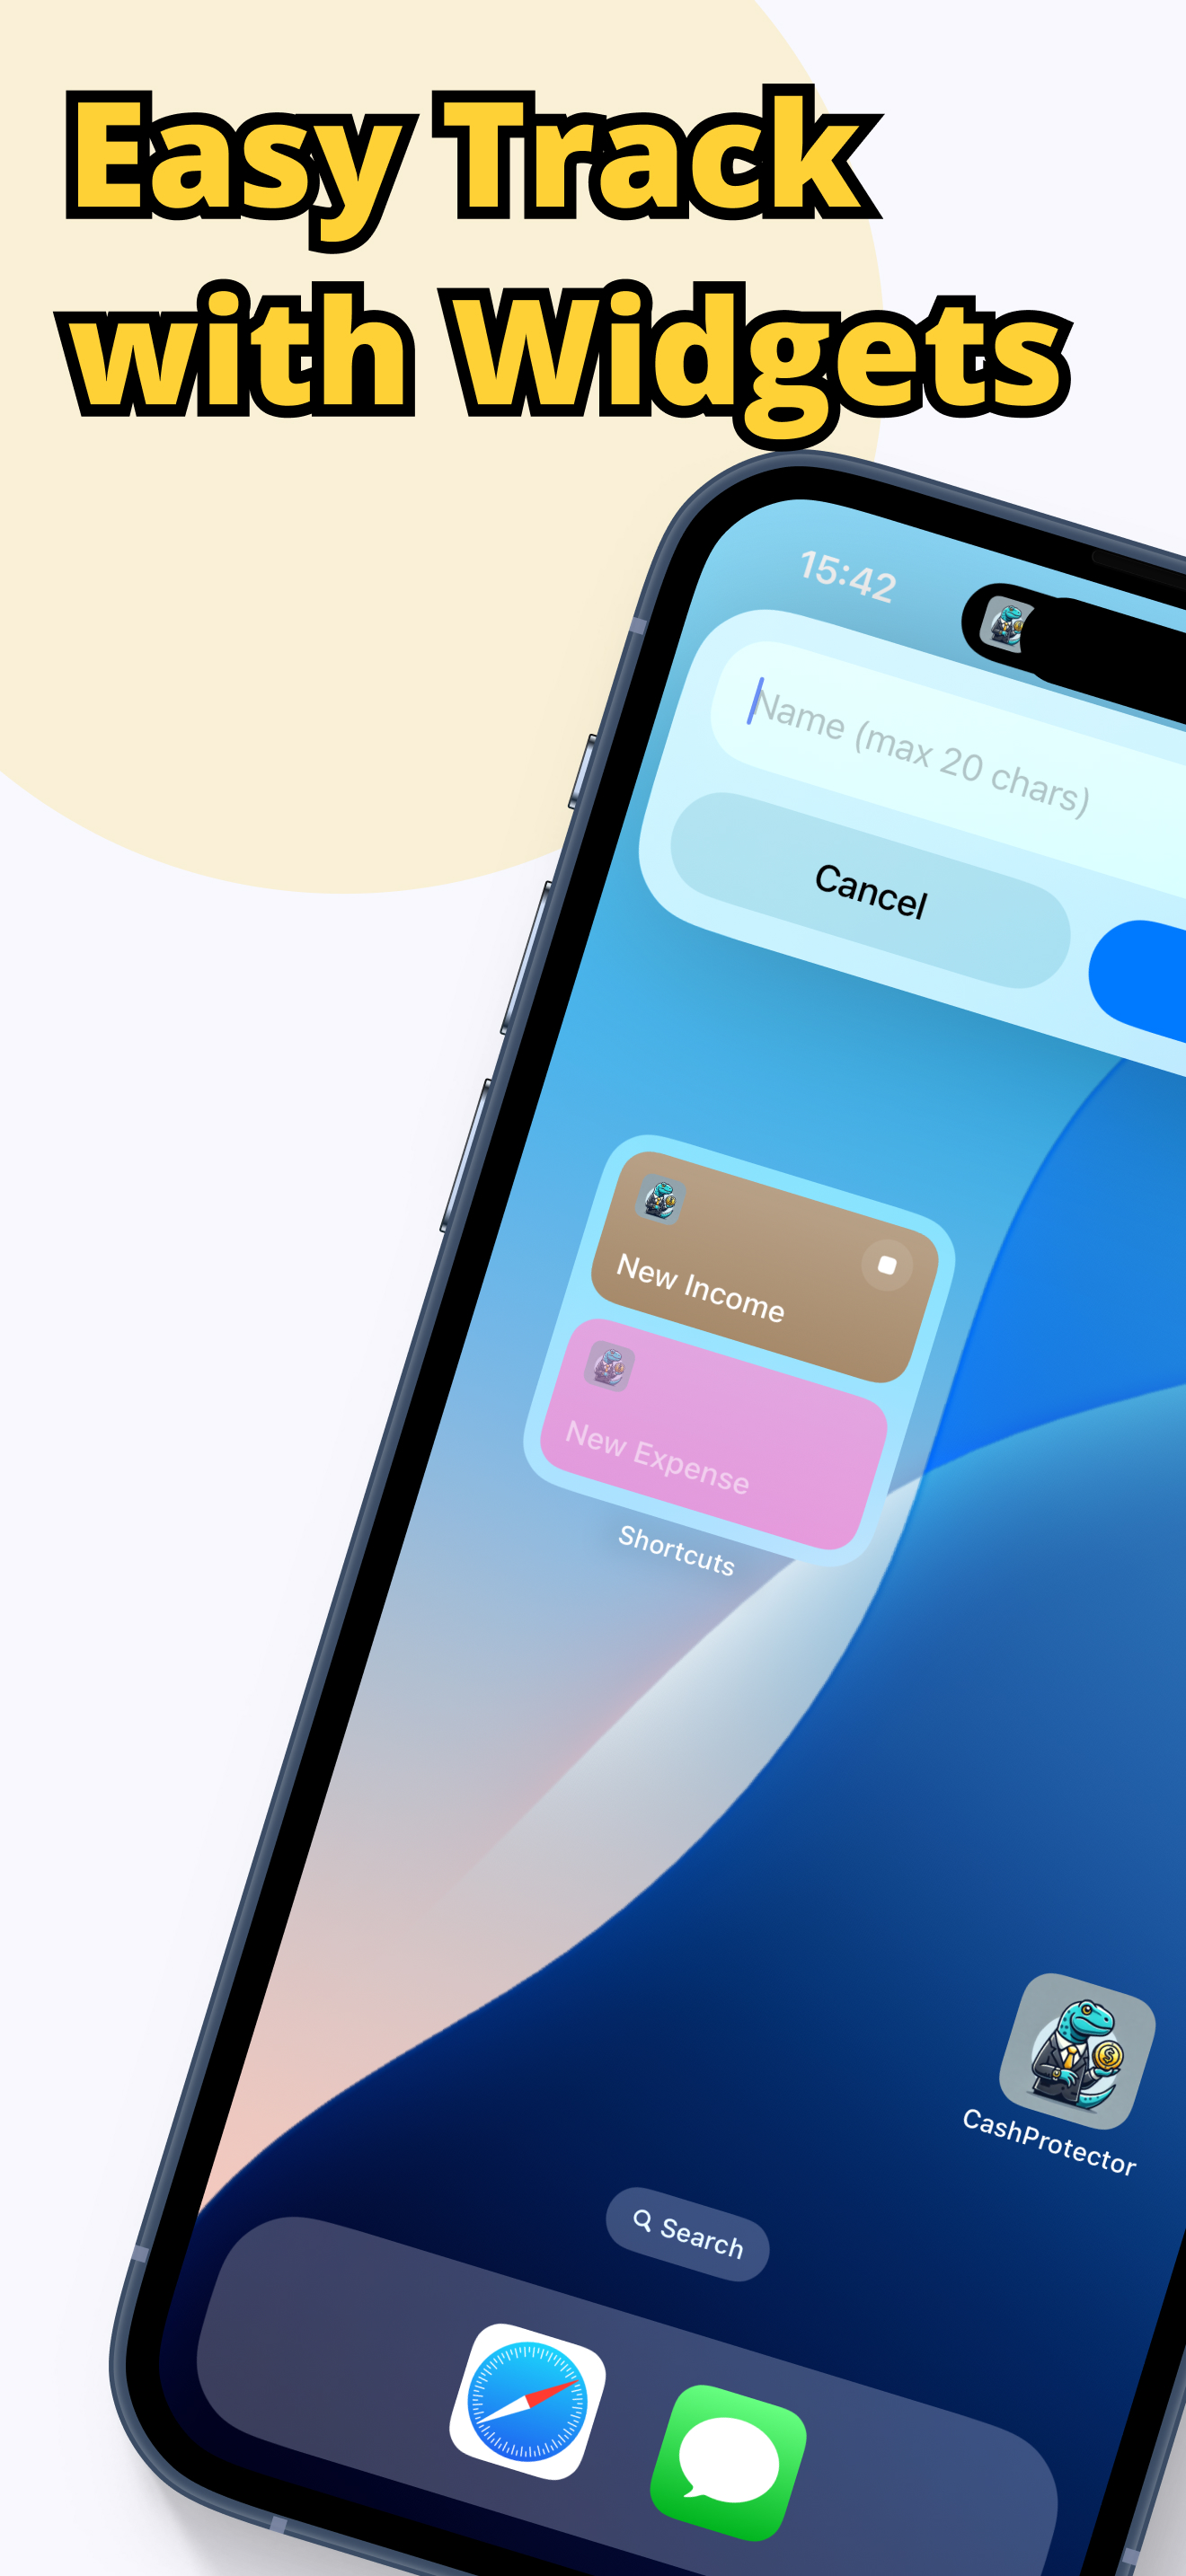 Easy Track
with Widgets
15:42
Name (max 20 chars)
Cancel
New Income
New Expense
Shortcuts
CashProtector
Search